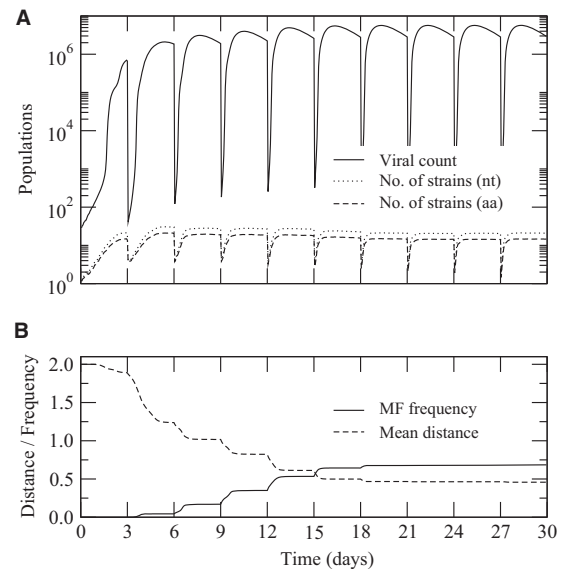 A
10^6
10^4
10^2
10^0
Populations
Viral count
No. of strains (nt)
No. of strains (aa)
B
2.0
1.5
1.0
0.5
0.0
Distance / Frequency
MF frequency
Mean distance
0 3 6 9 12 15 18 21 24 27 30
Time (days)